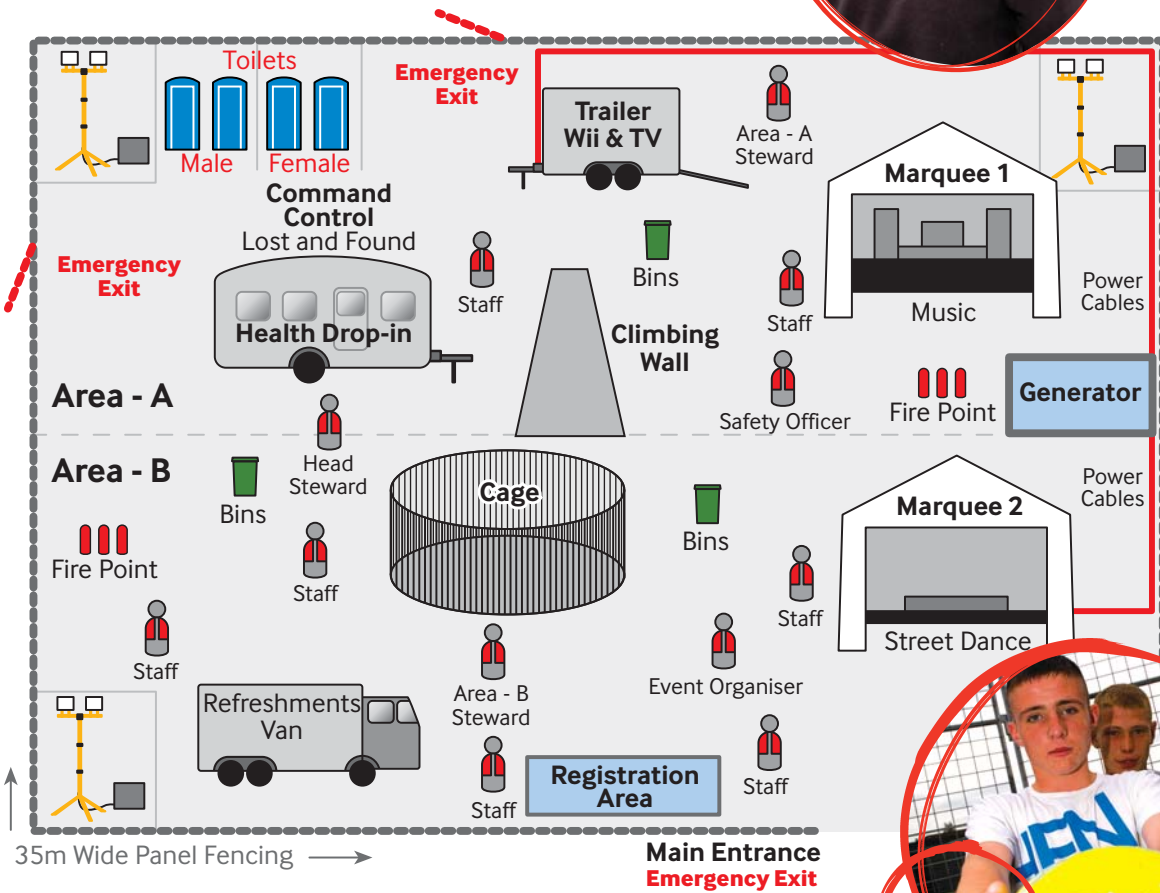 Toilets
Male
Female
Emergency
Exit
Trailer
Wii & TV
Area - A
Steward
Marquee 1
Music
Power
Cables
Command
Control
Lost and Found
Health Drop-in
Emergency
Exit
Staff
Bins
Climbing
Wall
Staff
Safety Officer
Fire Point
Generator
Area - A
Head
Steward
Area - B
Bins
Fire Point
Staff
Staff
Cage
Bins
Marquee 2
Street Dance
Power
Cables
Staff
Event Organiser
Area - B
Steward
Refreshments
Van
Staff
Registration
Area
Staff
35m Wide Panel Fencing
Main Entrance
Emergency Exit